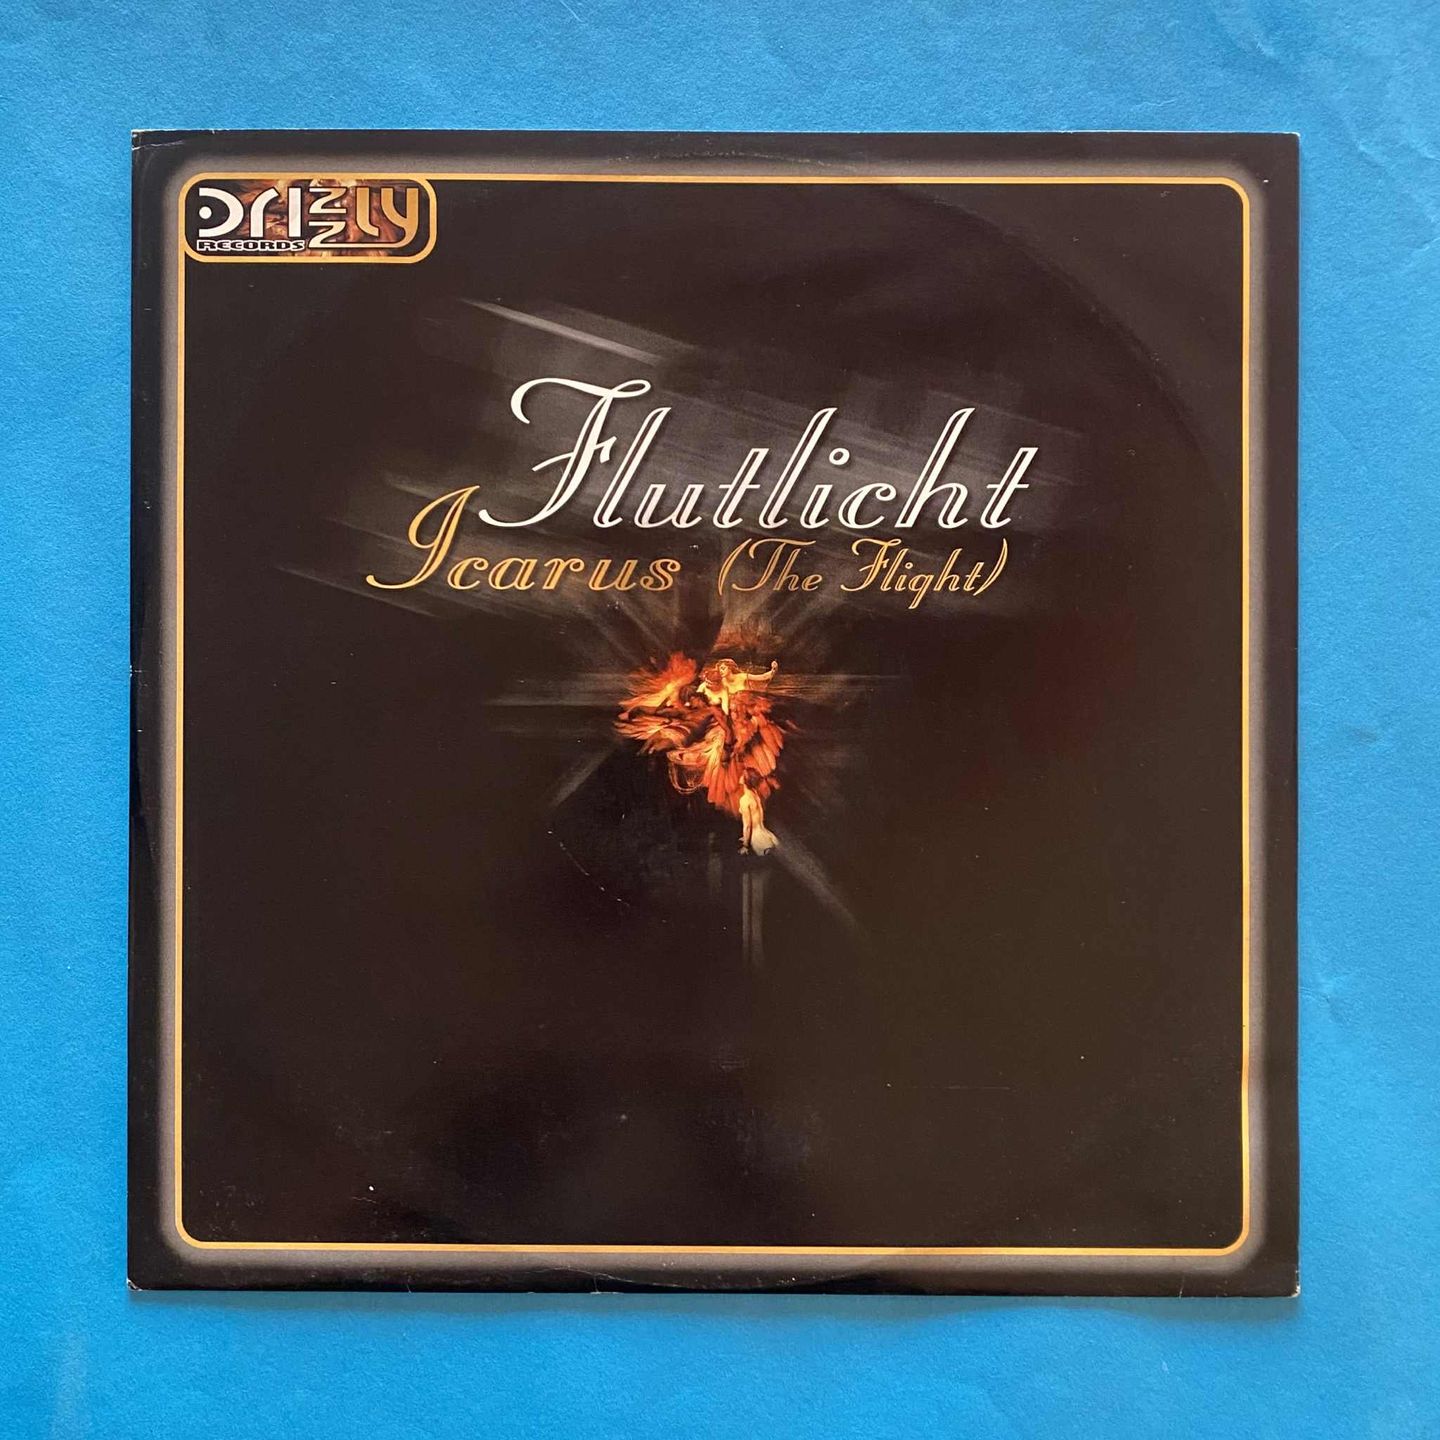 Drizzly
RECORDS
Flutlicht
Icarus (The Flight)